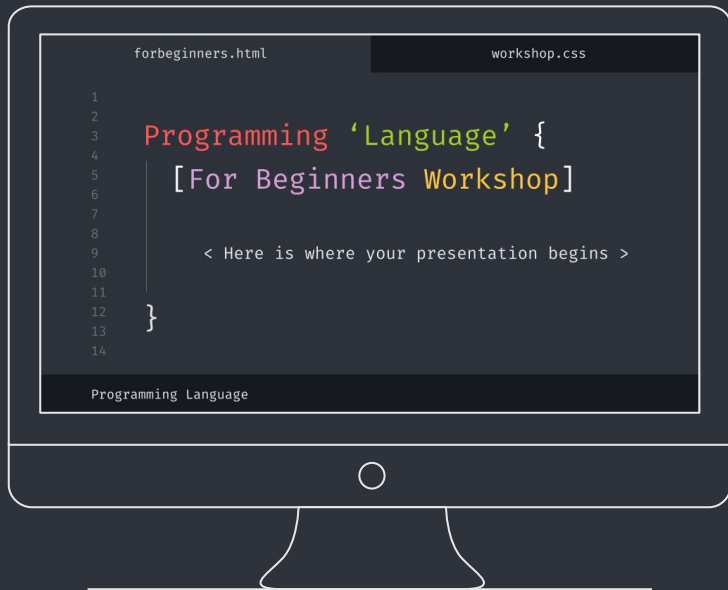 forbeginners.html
workshop.css
1
2
3
4
5
6
7
8
9
10
11
12
13
14
Programming ‘Language’ {
[For Beginners Workshop]
< Here is where your presentation begins >
}
Programming Language